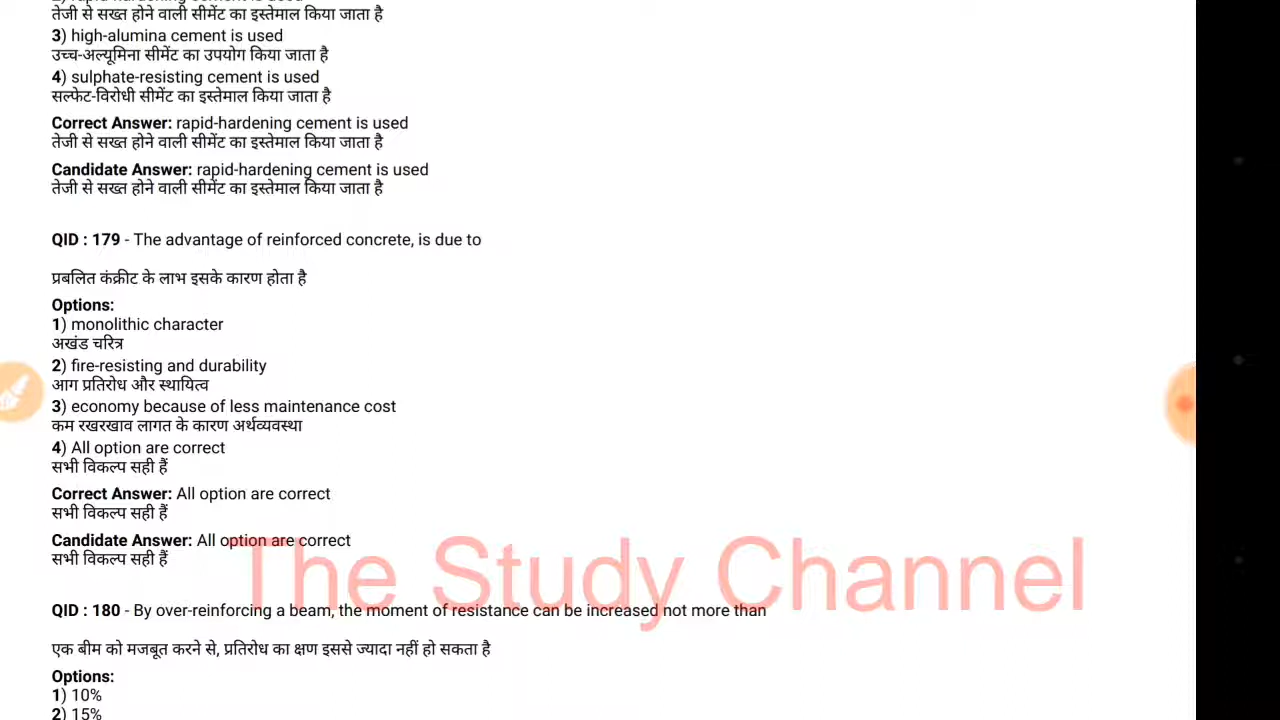 तेजी से सख्त होने वाली सीमेंट का इस्तेमाल किया जाता है
3) high-alumina cement is used
उच्च-अल्यूमिना सीमेंट का उपयोग किया जाता है
4) sulphate-resisting cement is used
सल्फेट-विरोधी सीमेंट का इस्तेमाल किया जाता है
Correct Answer: rapid-hardening cement is used
तेजी से सख्त होने वाली सीमेंट का इस्तेमाल किया जाता है
Candidate Answer: rapid-hardening cement is used
तेजी से सख्त होने वाली सीमेंट का इस्तेमाल किया जाता है
QID : 179 - The advantage of reinforced concrete, is due to
प्रबलित कंक्रीट के लाभ इसके कारण होता है
Options:
1) monolithic character
अखंड चरित्र
2) fire-resisting and durability
आग प्रतिरोध और स्थायित्व
3) economy because of less maintenance cost
कम रखरखाव लागत के कारण अर्थव्यवस्था
4) All option are correct
सभी विकल्प सही हैं
Correct Answer: All option are correct
सभी विकल्प सही हैं
Candidate Answer: All option are correct
सभी विकल्प सही हैं
The Study Channel
QID : 180 - By over-reinforcing a beam, the moment of resistance can be increased not more than
एक बीम को मजबूत करने से, प्रतिरोध का क्षण इससे ज्यादा नहीं हो सकता है
Options:
1) 10%
2) 15%